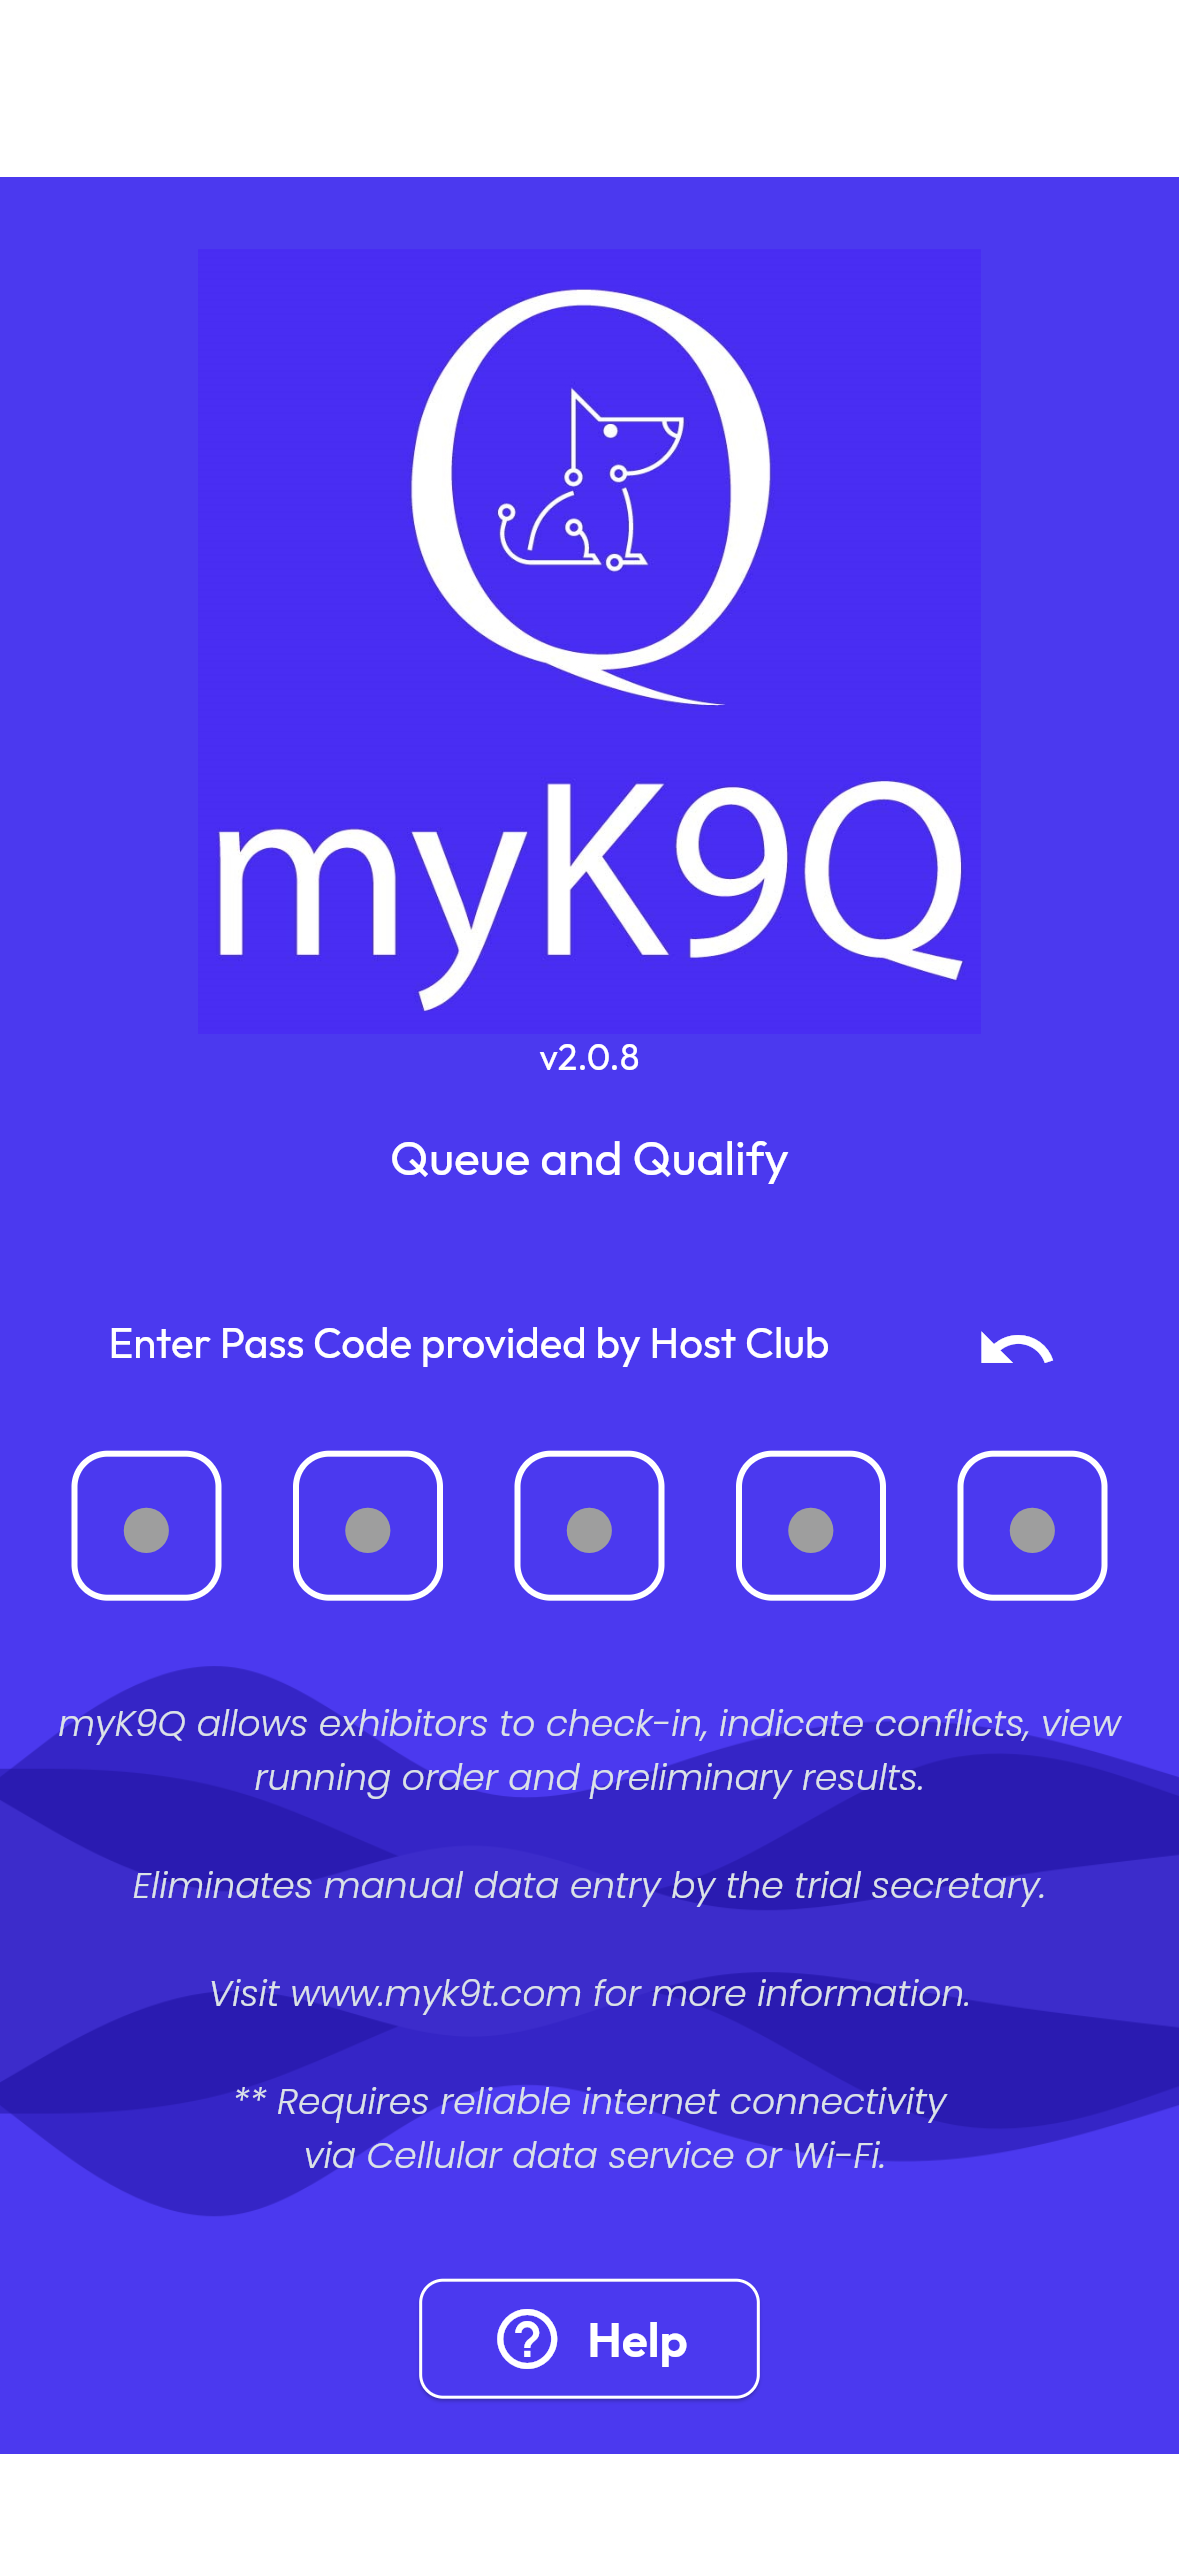 Q
myK9Q
v2.0.8
Queue and Qualify
Enter Pass Code provided by Host Club
myK9Q allows exhibitors to check-in, indicate conflicts, view
running order and preliminary results.
Eliminates manual data entry by the trial secretary.
Visit www.myk9t.com for more information.
** Requires reliable internet connectivity
via Cellular data service or Wi-Fi.
? Help